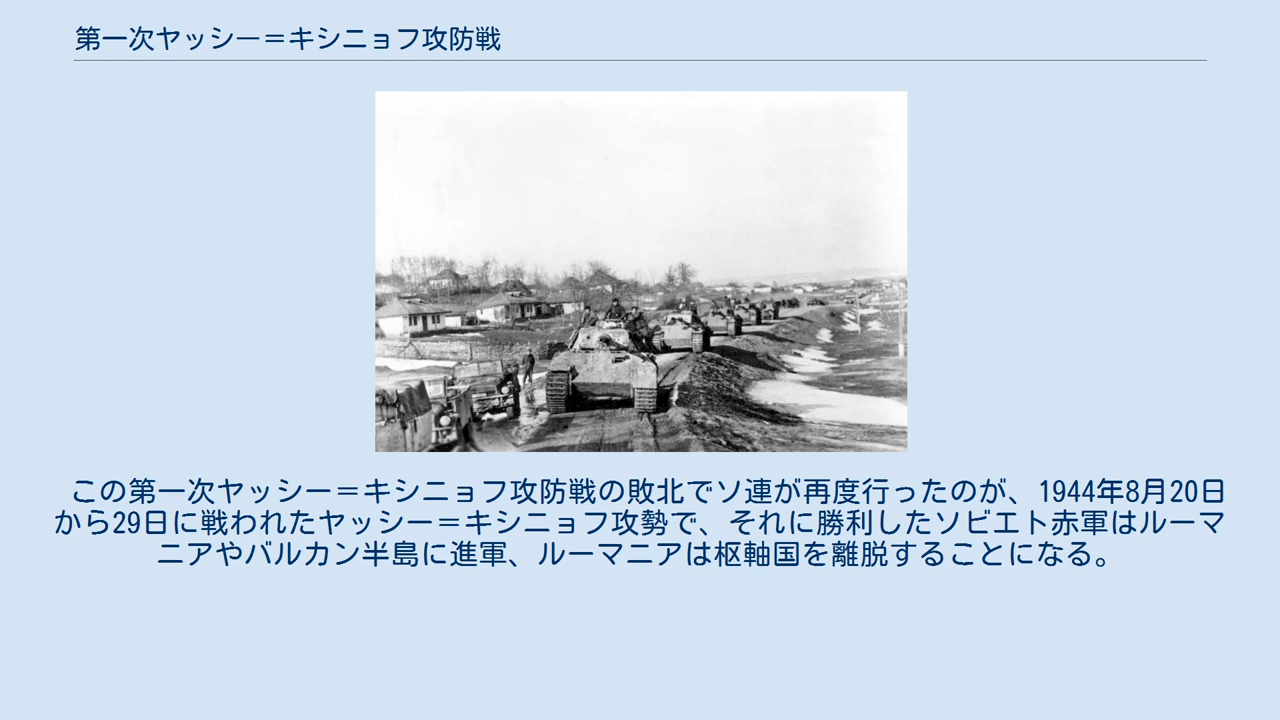 第一次ヤッシー＝キシニョフ攻防戦
この第一次ヤッシー＝キシニョフ攻防戦の敗北でソ連が再度行ったのが、1944年8月20日
から29日に戦われたヤッシー＝キシニョフ攻勢で、それに勝利したソビエト赤軍はルーマ
ニアやバルカン半島に進軍、ルーマニアは枢軸国を離脱することになる。